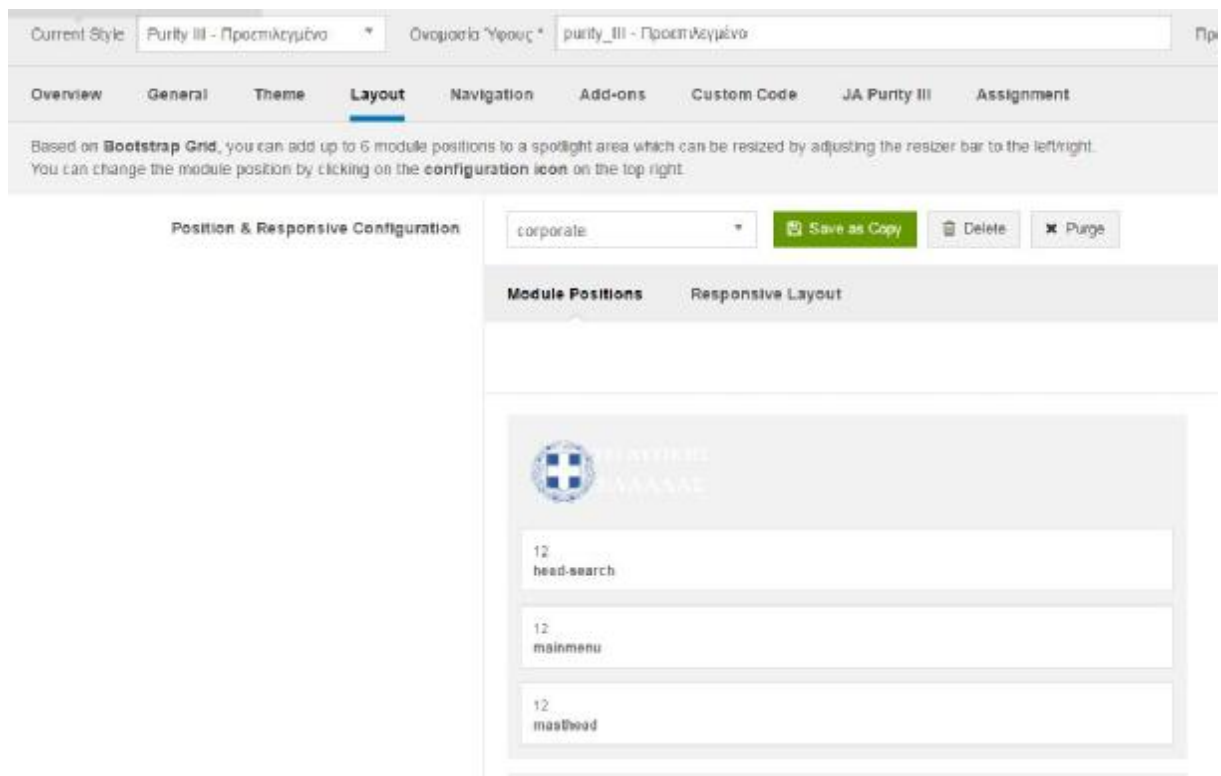 Current Style Purity III - Προεπιλεγμένο Ονομασία Ύφους * purity_III - Προεπιλεγμένο Προ
Overview General Theme Layout Navigation Add-ons Custom Code JA Purity III Assignment
Based on Bootstrap Grid, you can add up to 6 module positions to a spotlight area which can be resized by adjusting the resizer bar to the left/right.
You can change the module position by clicking on the configuration icon on the top right.
Position & Responsive Configuration corporate Save as Copy Delete Purge
Module Positions Responsive Layout
ΕΛΛΑΔΑΣ
12
head-search
12
mainmenu
12
masthead